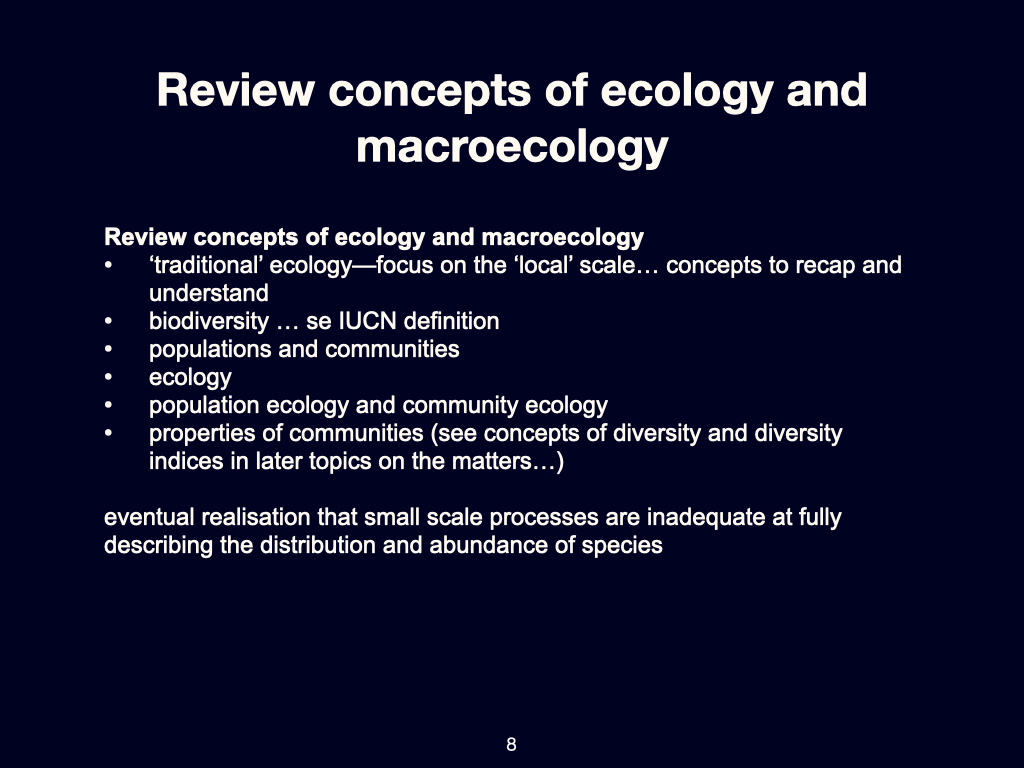 Review concepts of ecology and
macroecology
Review concepts of ecology and macroecology
• ‘traditional’ ecology—focus on the ‘local’ scale… concepts to recap and
understand
• biodiversity … se IUCN definition
• populations and communities
• ecology
• population ecology and community ecology
• properties of communities (see concepts of diversity and diversity
indices in later topics on the matters…)
eventual realisation that small scale processes are inadequate at fully
describing the distribution and abundance of species
8